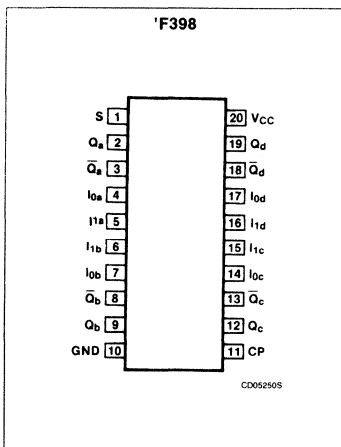 'F398
S 1 20 VCC
Qa 2 19 Qd
Q̅a 3 18 Q̅d
I0a 4 17 I0d
I1a 5 16 I1d
I1b 6 15 I1c
I0b 7 14 I0c
Q̅b 8 13 Q̅c
Qb 9 12 Qc
GND 10 11 CP
CD05250S